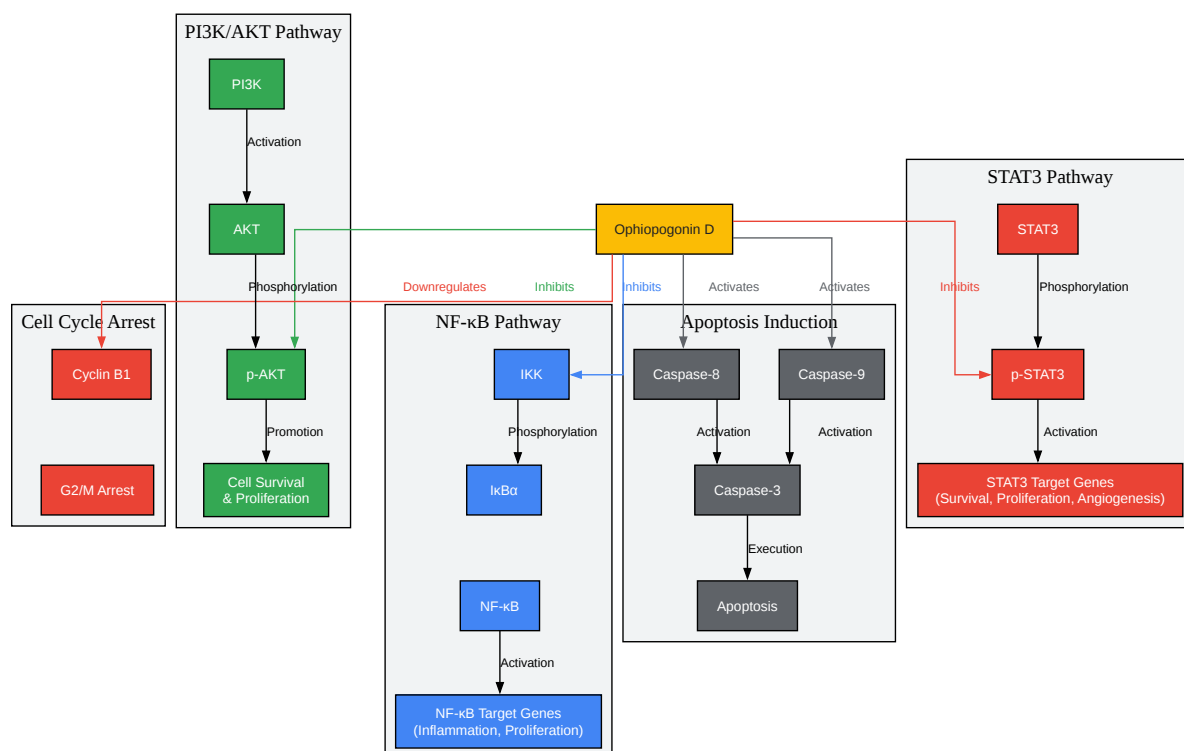 PI3K/AKT Pathway
PI3K
Activation
AKT
Phosphorylation
p-AKT
Promotion
Cell Survival
& Proliferation
Ophiopogonin D
Downregulates
Inhibits
Inhibits
Activates
Activates
Inhibits
Cell Cycle Arrest
Cyclin B1
G2/M Arrest
NF-κB Pathway
IKK
Phosphorylation
IκBα
NF-κB
Activation
NF-κB Target Genes
(Inflammation, Proliferation)
Apoptosis Induction
Caspase-8
Caspase-9
Activation
Activation
Caspase-3
Execution
Apoptosis
STAT3 Pathway
STAT3
Phosphorylation
p-STAT3
Activation
STAT3 Target Genes
(Survival, Proliferation, Angiogenesis)